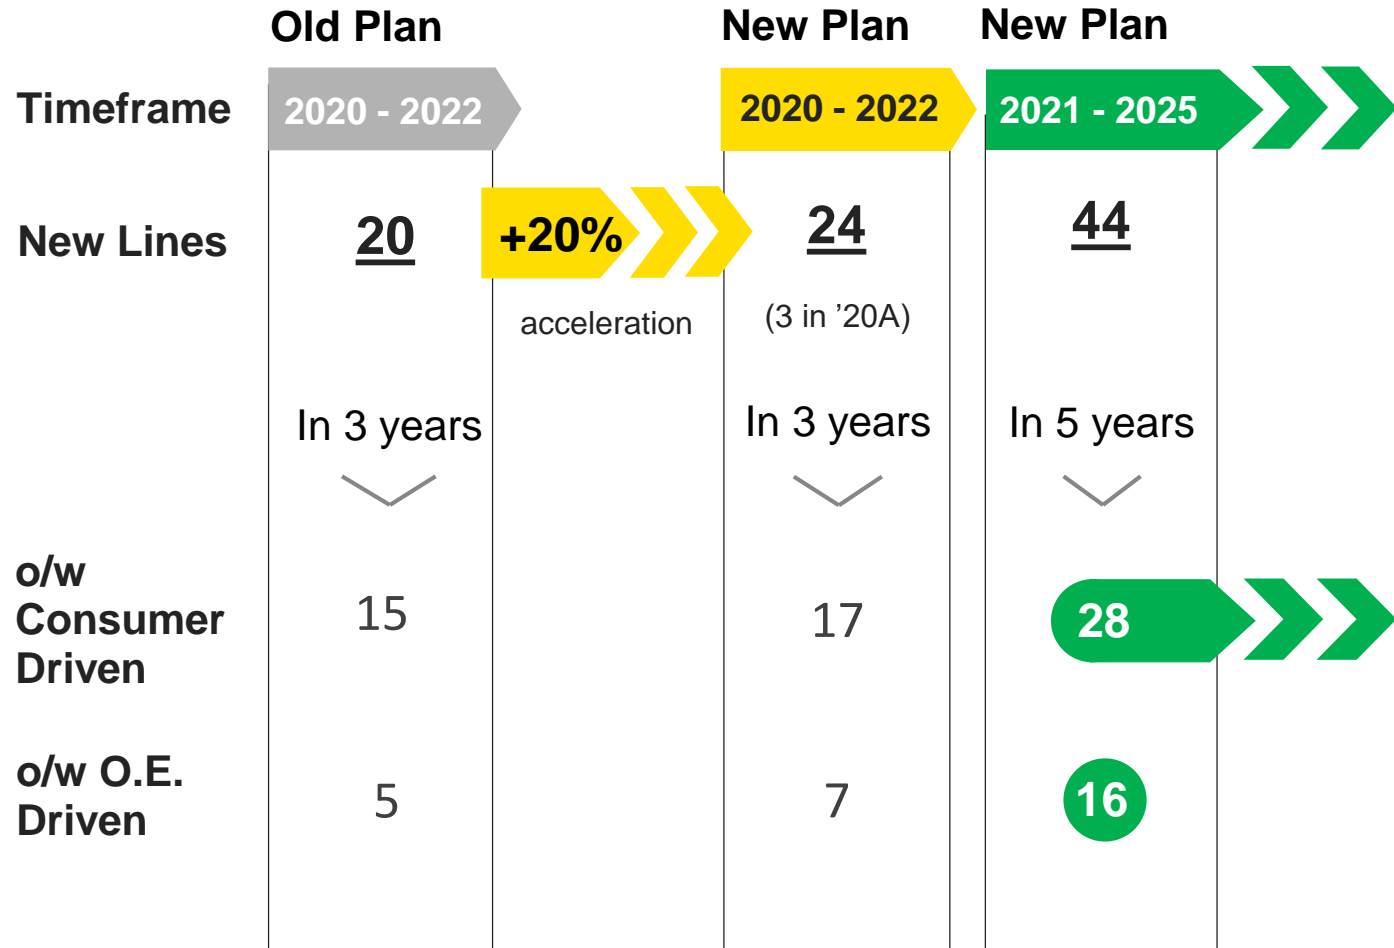 Old Plan
New Plan
New Plan
Timeframe
2020 - 2022
2020 - 2022
2021 - 2025
New Lines
20
+20%
24
44
acceleration
(3 in ’20A)
In 3 years
In 3 years
In 5 years
o/w
Consumer
Driven
15
17
28
o/w O.E.
Driven
5
7
16